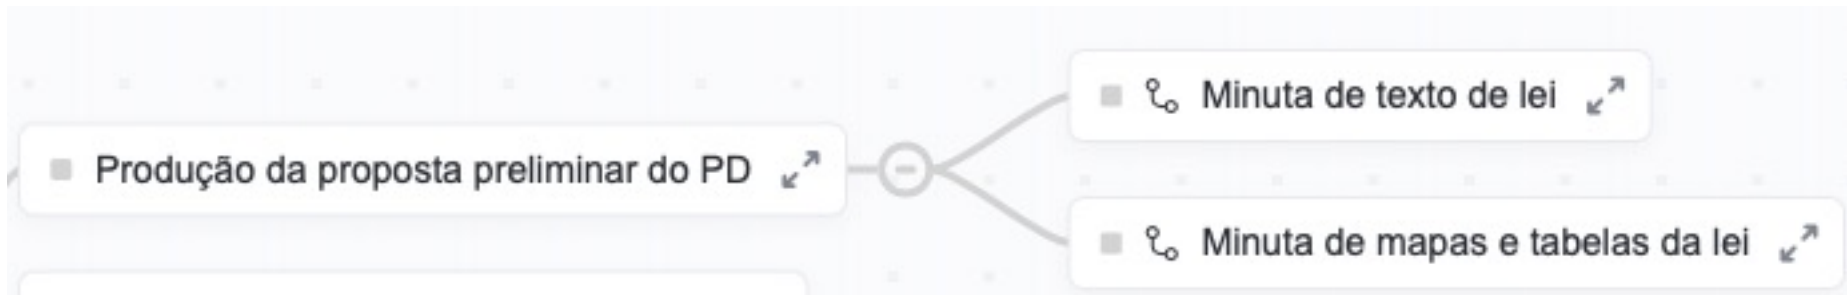 Minuta de texto de lei
Produção da proposta preliminar do PD
Minuta de mapas e tabelas da lei